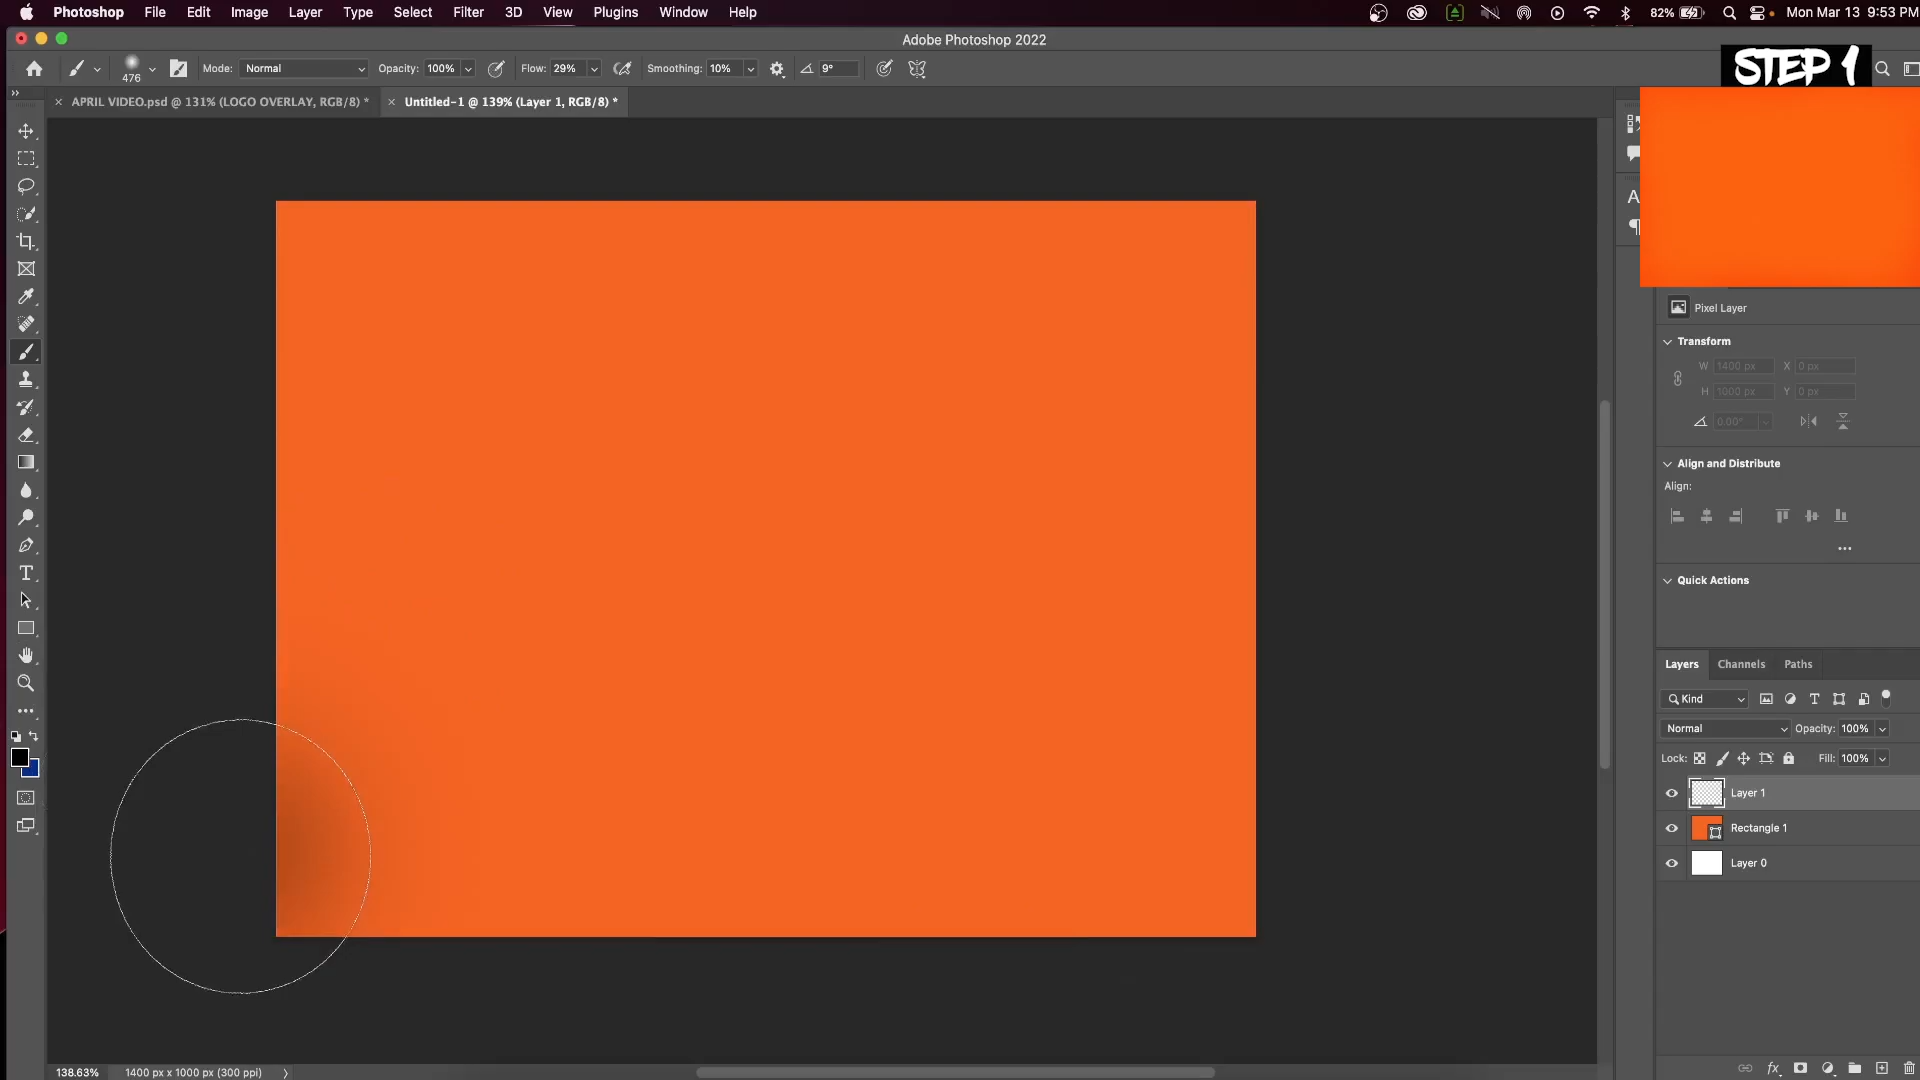 Photoshop File Edit Image Layer Type Select Filter 3D View Plugins Window Help 82% Mon Mar 13 9:53 PM
Adobe Photoshop 2022
476 Mode: Normal Opacity: 100% Flow: 29% Smoothing: 10% 9°
STEP 1
APRIL VIDEO.psd @ 131% (LOGO OVERLAY, RGB/8) * Untitled-1 @ 139% (Layer 1, RGB/8) *
Pixel Layer
Transform
W 1400 px X 0 px
H 1000 px Y 0 px
0.00°
Align and Distribute
Align:
Quick Actions
Layers Channels Paths
Kind
Normal Opacity: 100%
Lock: Fill: 100%
Layer 1
Rectangle 1
Layer 0
138.63% 1400 px x 1000 px (300 ppi)